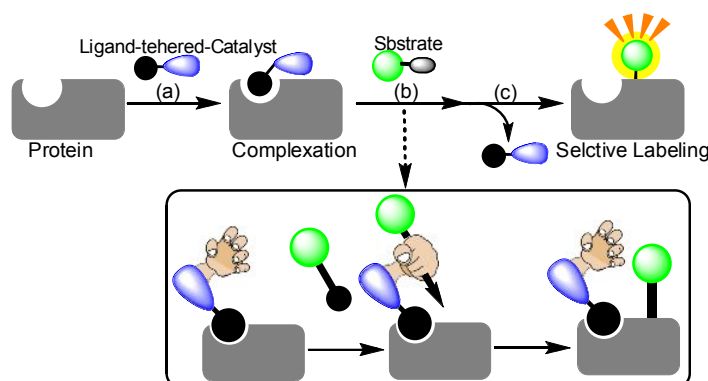 Ligand-tehered-Catalyst
Sbstrate
(a)
(b)
(c)
Protein
Complexation
Selctive Labeling